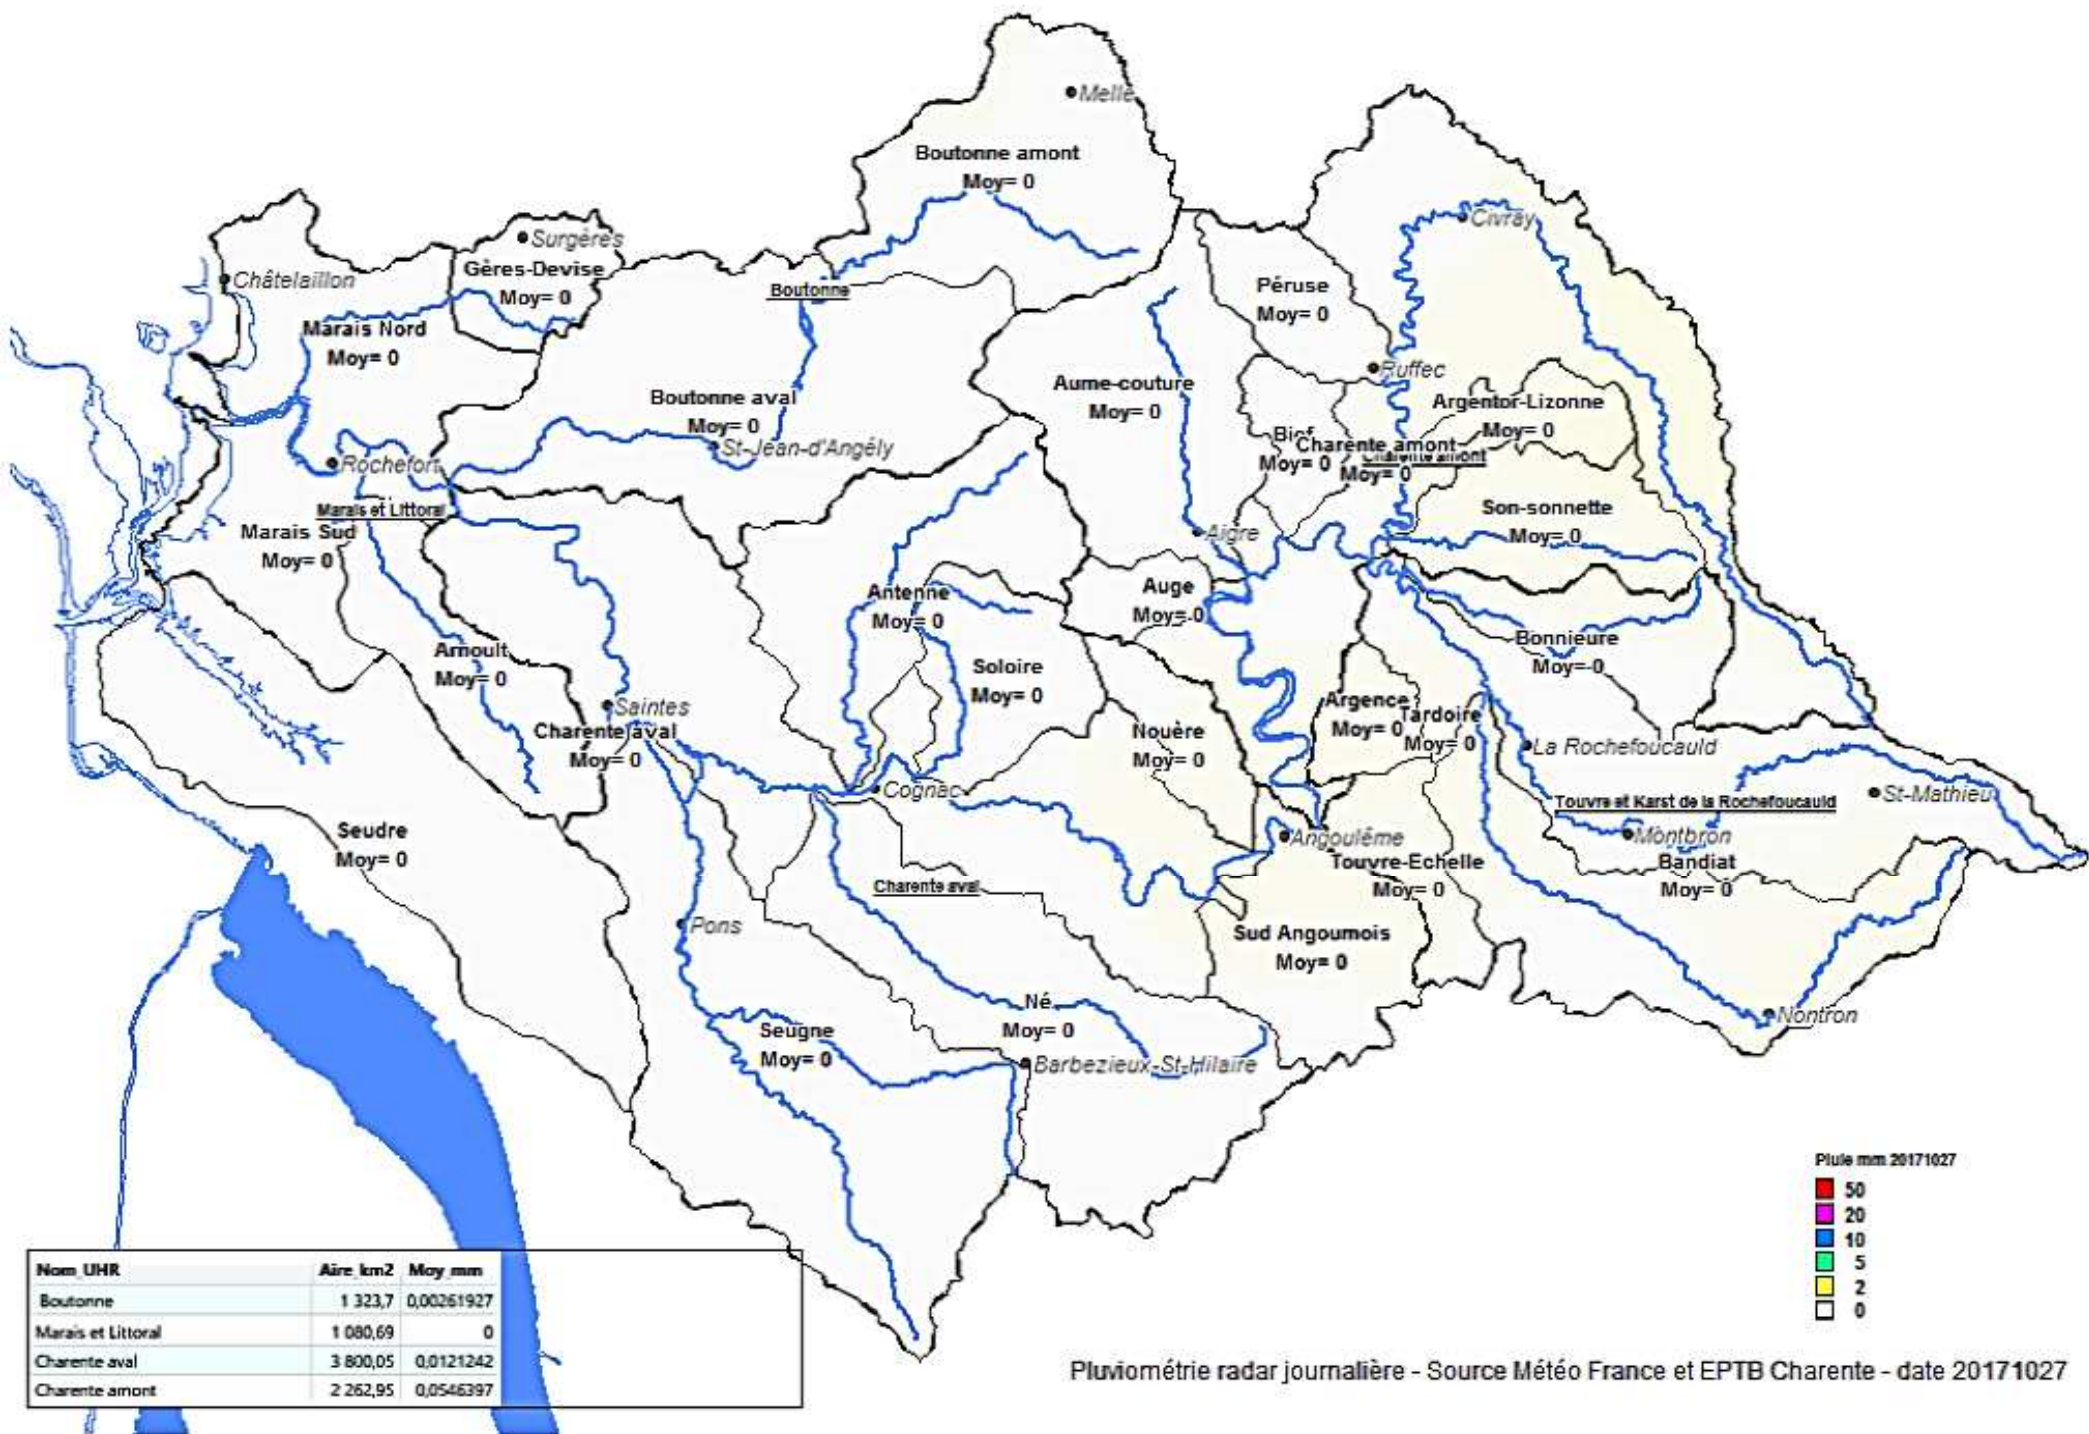 Melle
Boutonne amont
Moy= 0
Surgères
Civray
Châtelaillon
Gères-Devise
Moy= 0
Boutonne
Péruse
Moy= 0
Marais Nord
Moy= 0
Ruffec
Aume-couture
Moy= 0
Boutonne aval
Moy= 0
Argentor-Lizonne
Moy= 0
St-Jean-d'Angély
Bief
Moy= 0
Charente amont
Moy= 0
Charente amont
Rochefort
Marais et Littoral
Son-sonnette
Moy= 0
Marais Sud
Moy= 0
Aigre
Antenne
Moy= 0
Auge
Moy= 0
Bonnieure
Moy= 0
Arnoult
Moy= 0
Soloire
Moy= 0
Saintes
Argence
Moy= 0
Tardoire
Moy= 0
Charente aval
Moy= 0
Nouère
Moy= 0
La Rochefoucauld
Cognac
St-Mathieu
Touvre et Karst de la Rochefoucauld
Seudre
Moy= 0
Angoulême
Montbron
Touvre-Echelle
Moy= 0
Bandiat
Moy= 0
Charente aval
Pons
Sud Angoumois
Moy= 0
Né
Moy= 0
Nontron
Seugne
Moy= 0
Barbezieux-St-Hilaire
Pluie mm 20171027
50
20
10
5
2
0
Nom_UHR Aire_km2 Moy_mm
Boutonne 1 323,7 0,00261927
Marais et Littoral 1 080,69 0
Charente aval 3 800,05 0,0121242
Charente amont 2 262,95 0,0546397
Pluviométrie radar journalière - Source Météo France et EPTB Charente - date 20171027